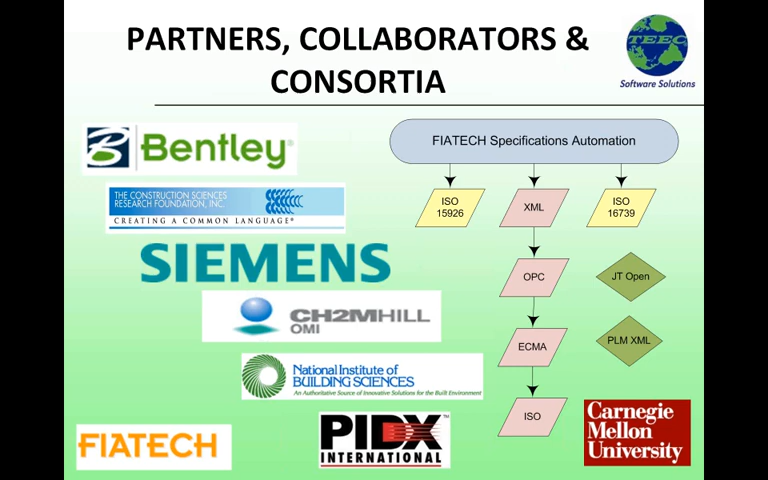 PARTNERS, COLLABORATORS &
CONSORTIA
TEEC
Software Solutions
Bentley®
THE CONSTRUCTION SCIENCES
RESEARCH FOUNDATION, INC.
CREATING A COMMON LANGUAGE®
SIEMENS
CH2MHILL
OMI
National Institute of
BUILDING SCIENCES
An Authoritative Source of Innovative Solutions for the Built Environment
FIATECH
PIDX™
INTERNATIONAL
FIATECH Specifications Automation
ISO
15926
XML
ISO
16739
OPC
JT Open
ECMA
PLM XML
ISO
Carnegie
Mellon
University